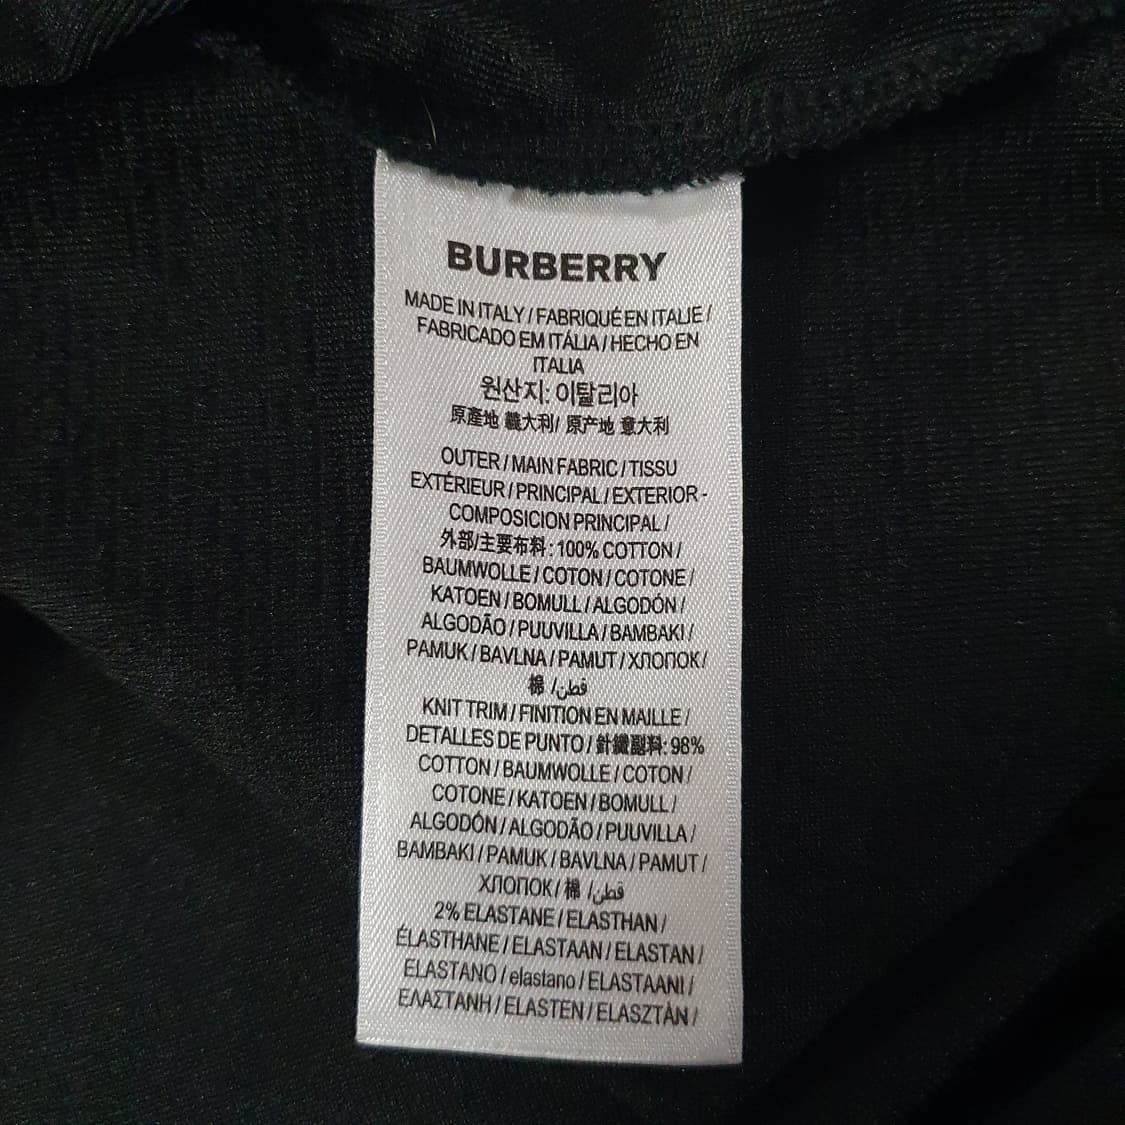 BURBERRY
MADE IN ITALY / FABRIQUÉ EN ITALIE /
FABRICADO EM ITÁLIA / HECHO EN
ITALIA
원산지: 이탈리아
原產地 義大利/ 原产地 意大利
OUTER / MAIN FABRIC / TISSU
EXTÉRIEUR / PRINCIPAL / EXTERIOR -
COMPOSICION PRINCIPAL /
外部/主要布料: 100% COTTON /
BAUMWOLLE / COTON / COTONE /
KATOEN / BOMULL / ALGODÓN /
ALGODÃO / PUUVILLA / BAMBAKI /
PAMUK / BAVLNA / PAMUT / ХЛОПОК /
棉 /قطن
KNIT TRIM / FINITION EN MAILLE /
DETALLES DE PUNTO / 針織副料: 98%
COTTON / BAUMWOLLE / COTON /
COTONE / KATOEN / BOMULL /
ALGODÓN / ALGODÃO / PUUVILLA /
BAMBAKI / PAMUK / BAVLNA / PAMUT /
ХЛОПОК / 棉 /قطن
2% ELASTANE / ELASTHAN /
ÉLASTHANE / ELASTAAN / ELASTAN /
ELASTANO / elastano / ELASTAANI /
ΕΛΑΣΤΑΝΗ / ELASTEN / ELASZTÀN /